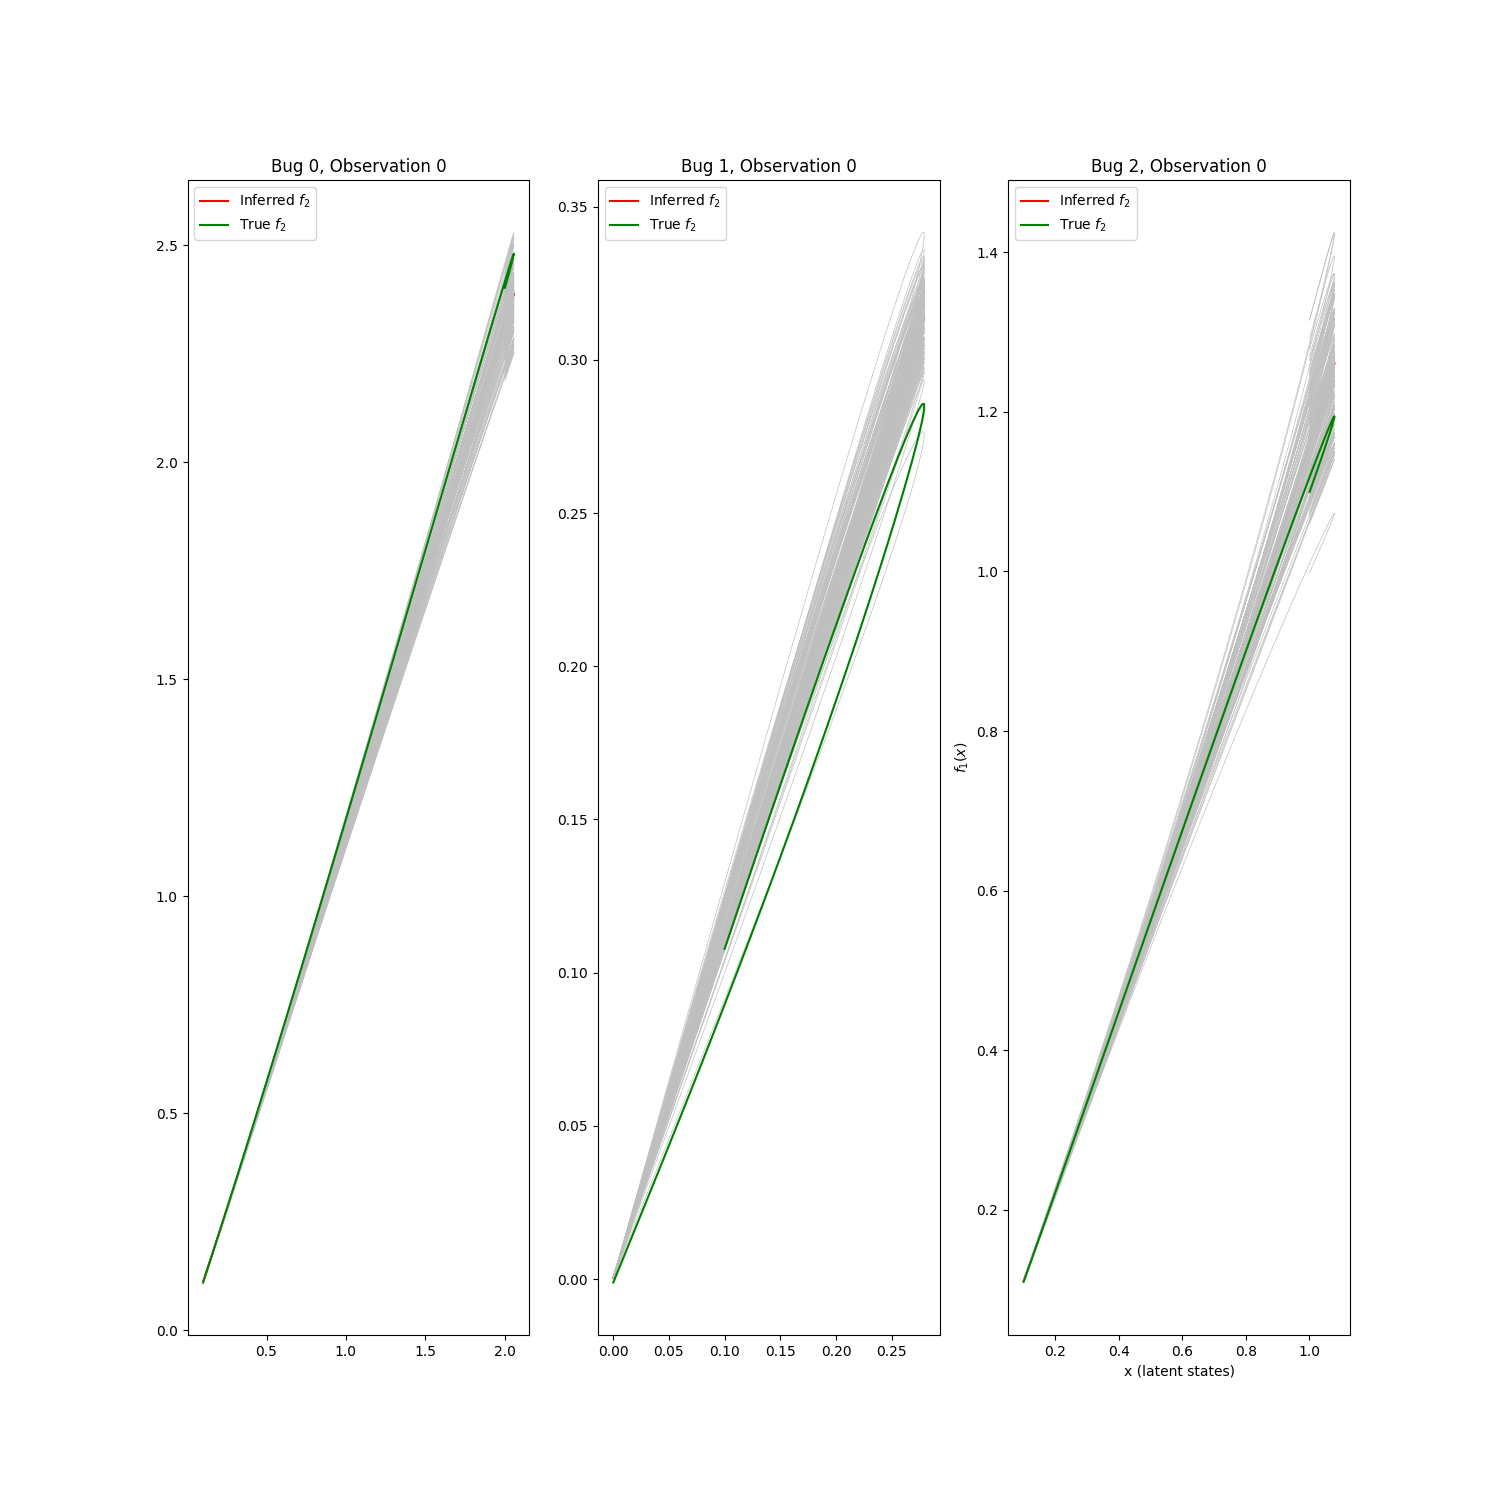 Bug 0, Observation 0
Inferred f₂
True f₂
2.5
2.0
1.5
1.0
0.5
0.0
0.5 1.0 1.5 2.0
Bug 1, Observation 0
Inferred f₂
True f₂
0.35
0.30
0.25
0.20
0.15
0.10
0.05
0.00
0.00 0.05 0.10 0.15 0.20 0.25
Bug 2, Observation 0
Inferred f₂
True f₂
1.4
1.2
1.0
0.8
0.6
0.4
0.2
f₁(x)
0.2 0.4 0.6 0.8 1.0
x (latent states)